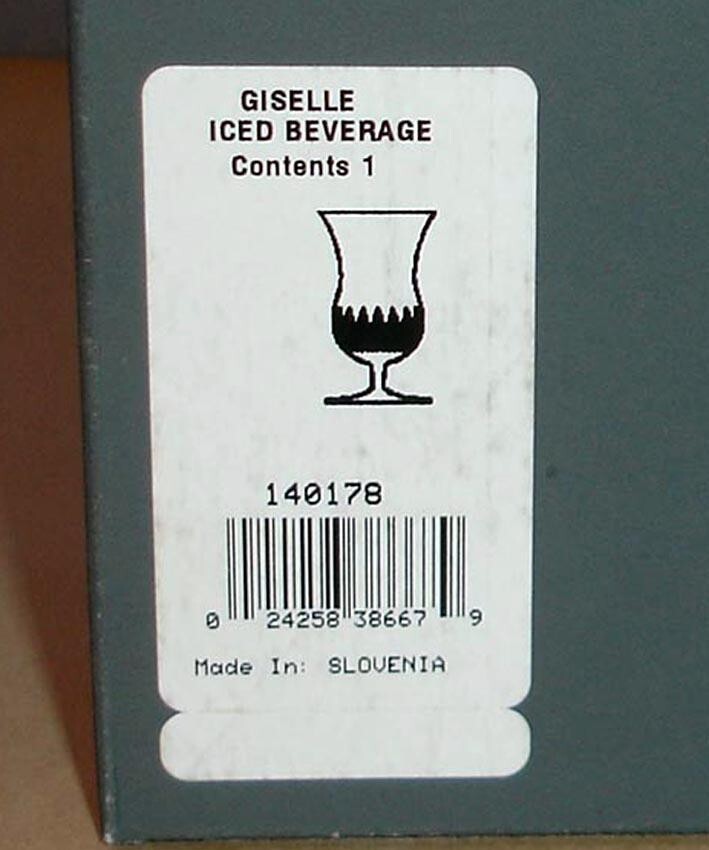 GISELLE
ICED BEVERAGE
Contents 1
140178
0 24258 38667 9
Made In: SLOVENIA